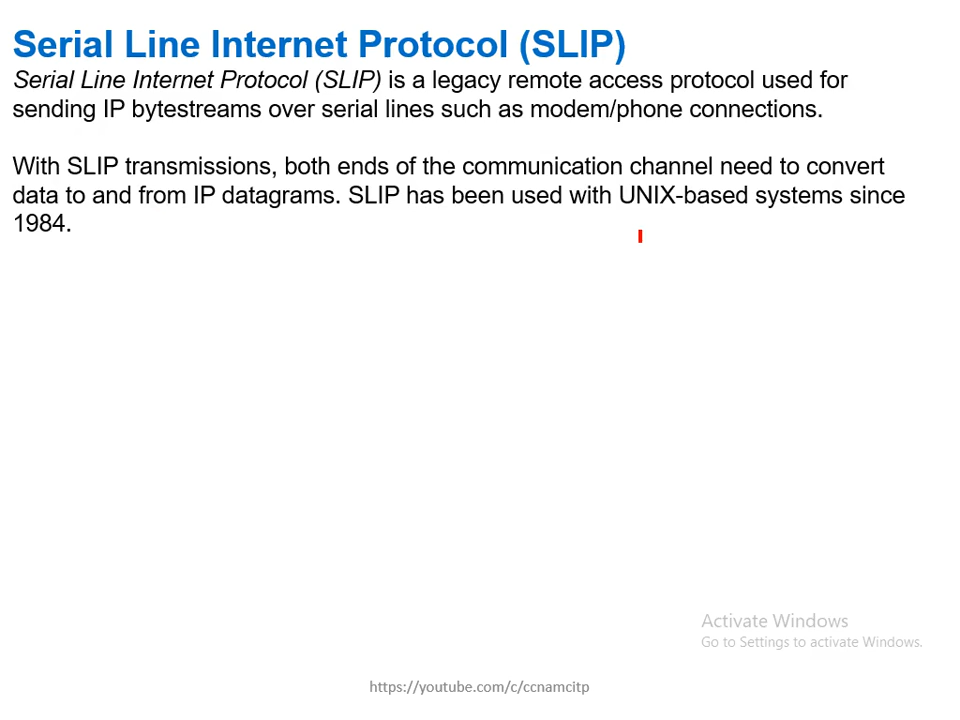 Serial Line Internet Protocol (SLIP)
Serial Line Internet Protocol (SLIP) is a legacy remote access protocol used for
sending IP bytestreams over serial lines such as modem/phone connections.
With SLIP transmissions, both ends of the communication channel need to convert
data to and from IP datagrams. SLIP has been used with UNIX-based systems since
1984.
Activate Windows
Go to Settings to activate Windows.
https://youtube.com/c/ccnamcitp